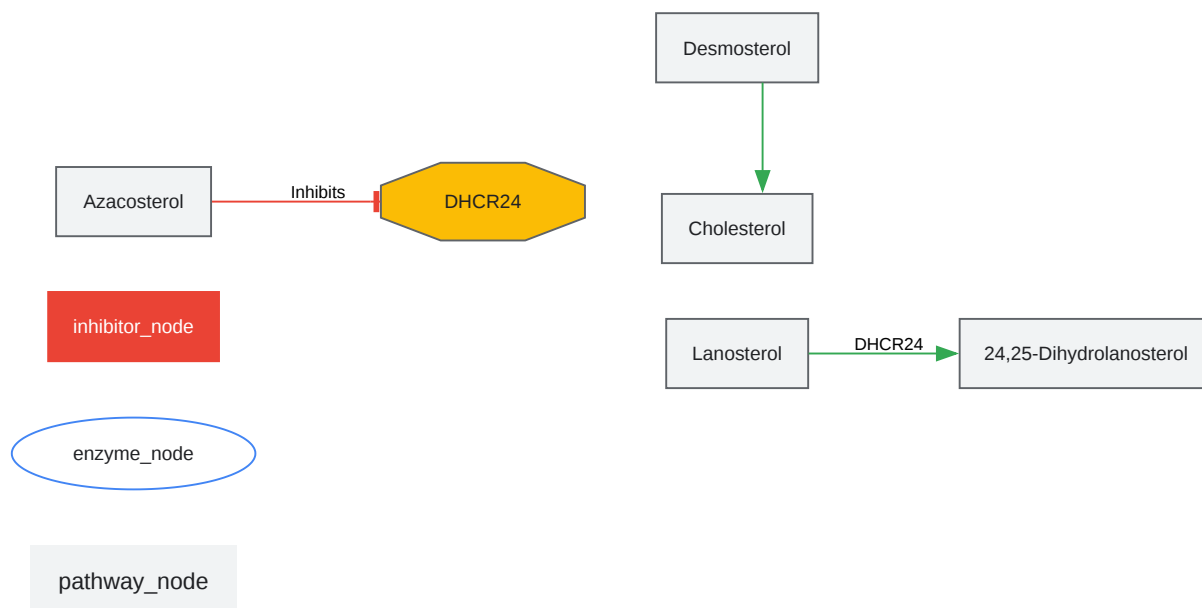 Desmosterol
Azacosterol
Inhibits
DHCR24
Cholesterol
inhibitor_node
Lanosterol
DHCR24
24,25-Dihydrolanosterol
enzyme_node
pathway_node